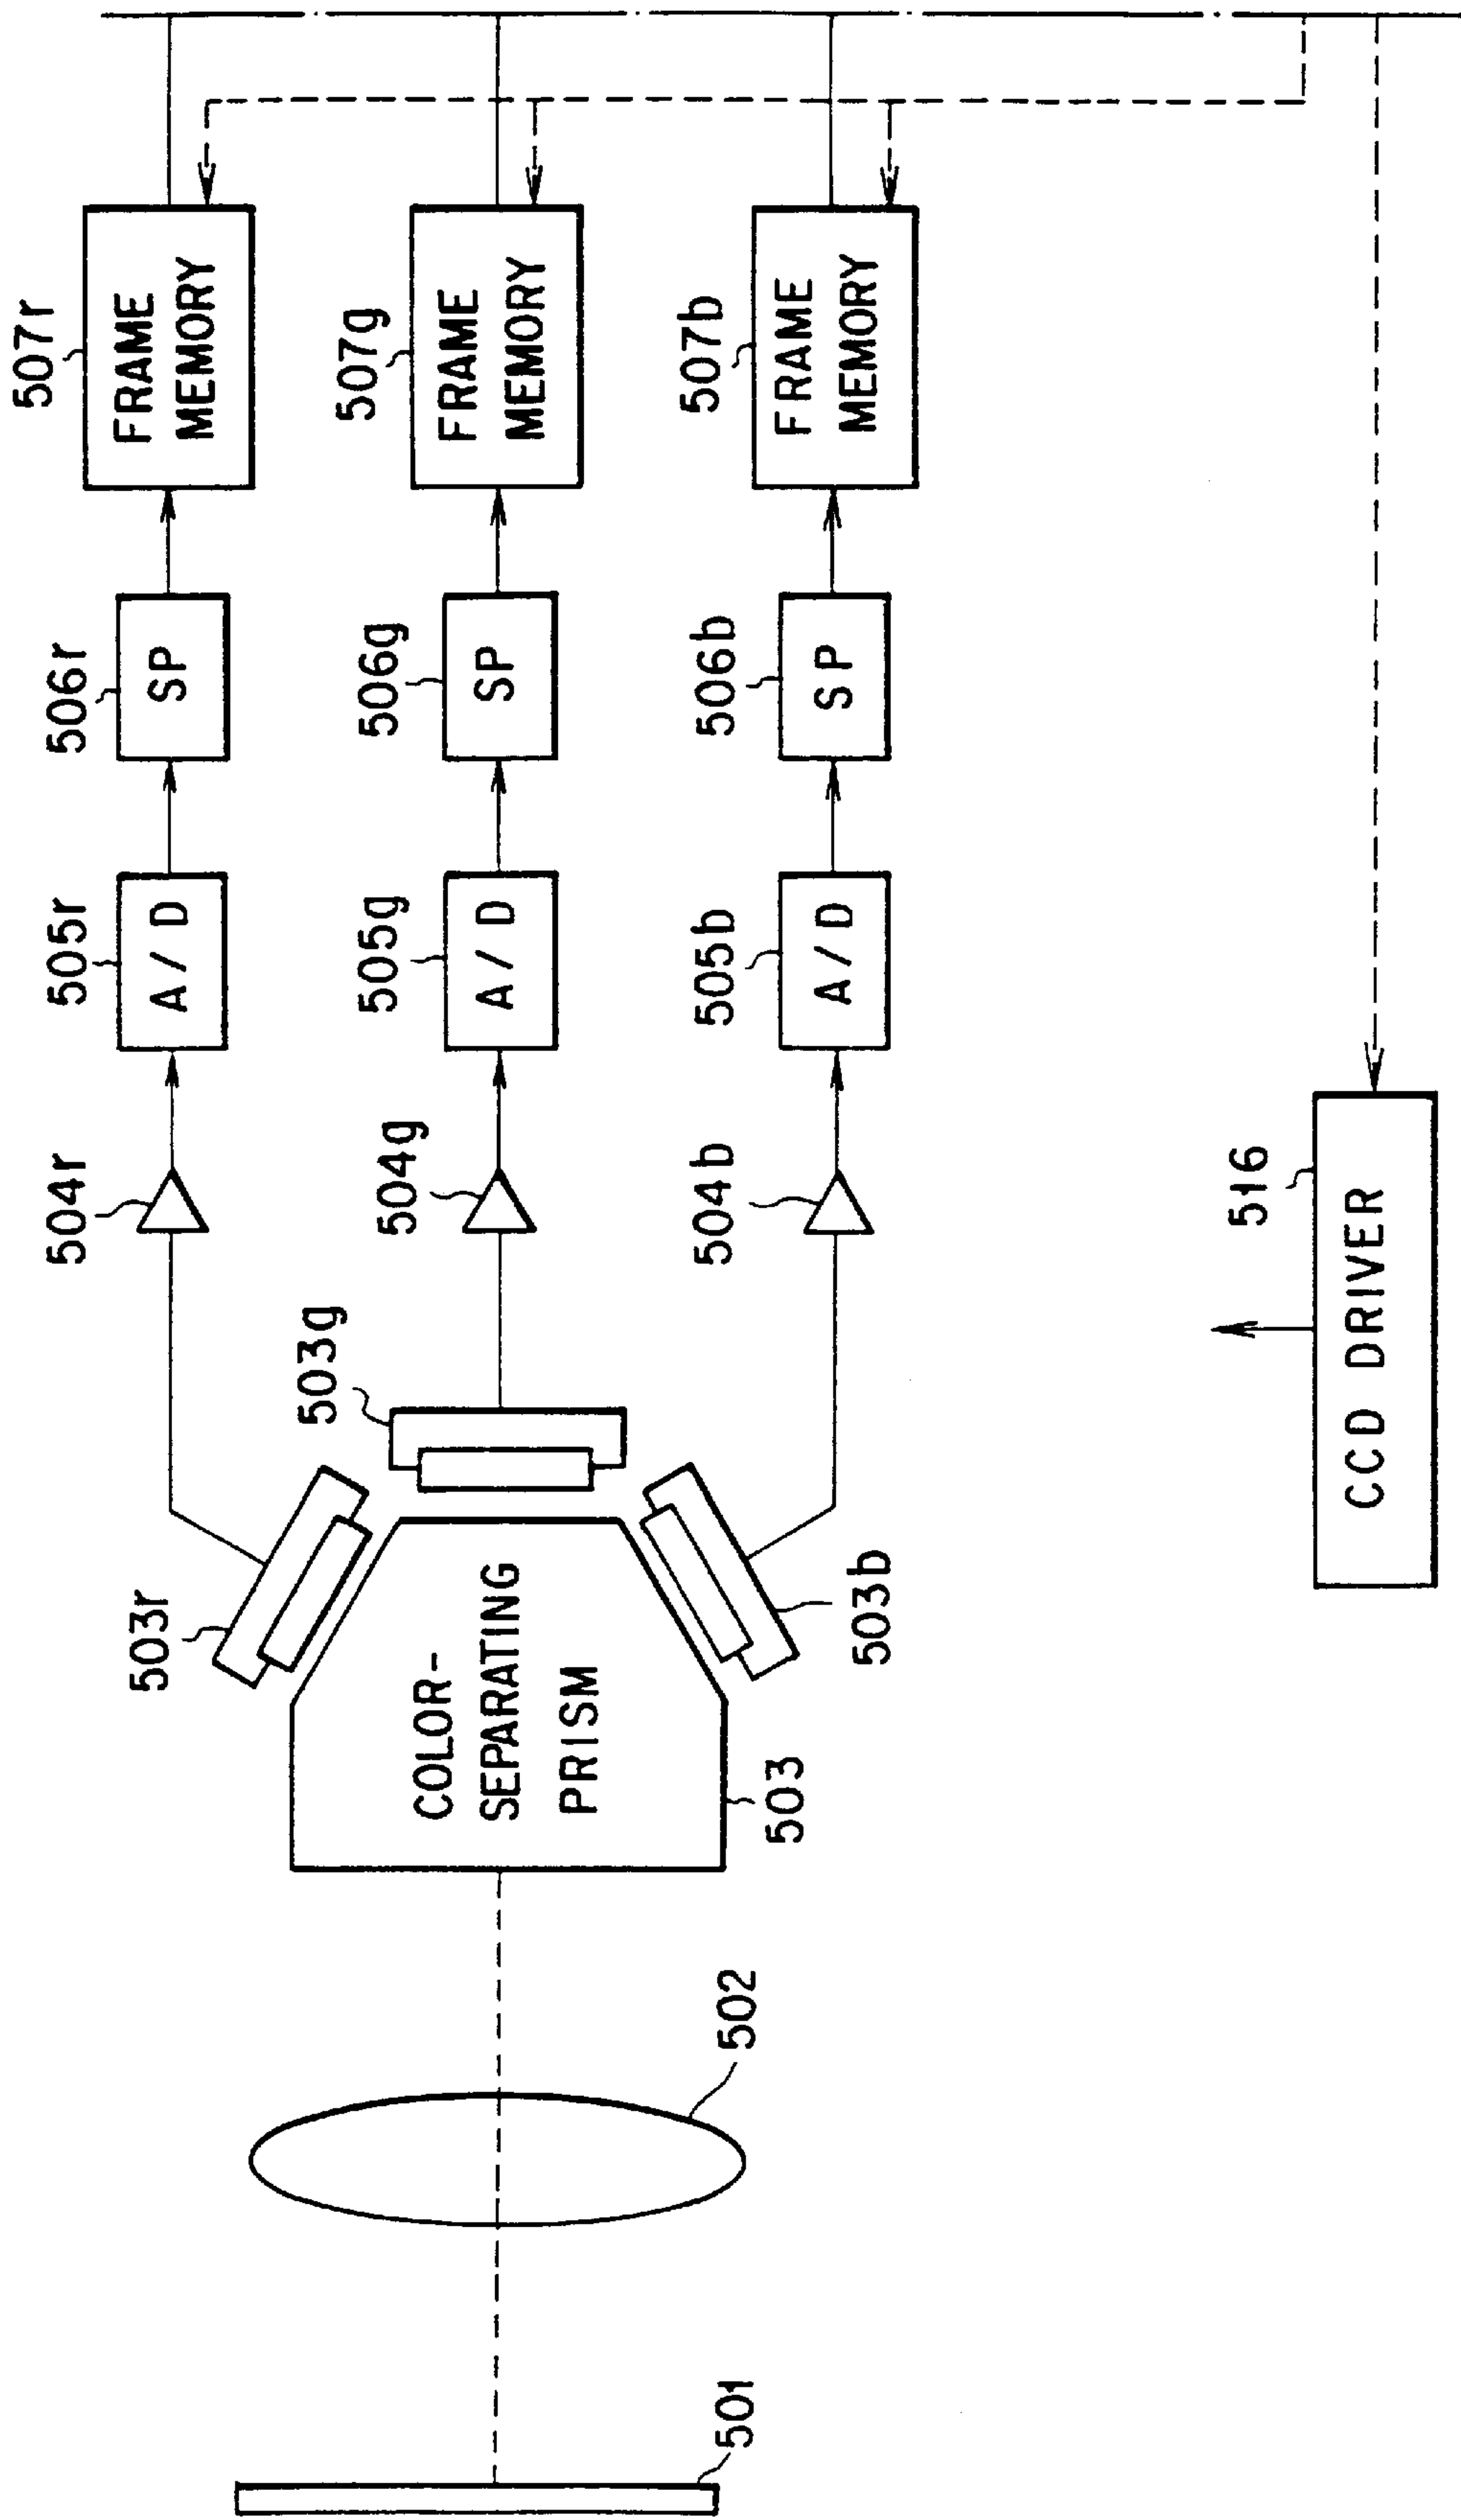 507r
FRAME
MEMORY
507g
FRAME
MEMORY
507b
FRAME
MEMORY
506r
SP
506g
SP
506b
SP
505r
A/D
505g
A/D
505b
A/D
504r
504g
504b
503r
503g
503b
COLOR-
SEPARATING
PRISM
503
502
501
516
CCD DRIVER